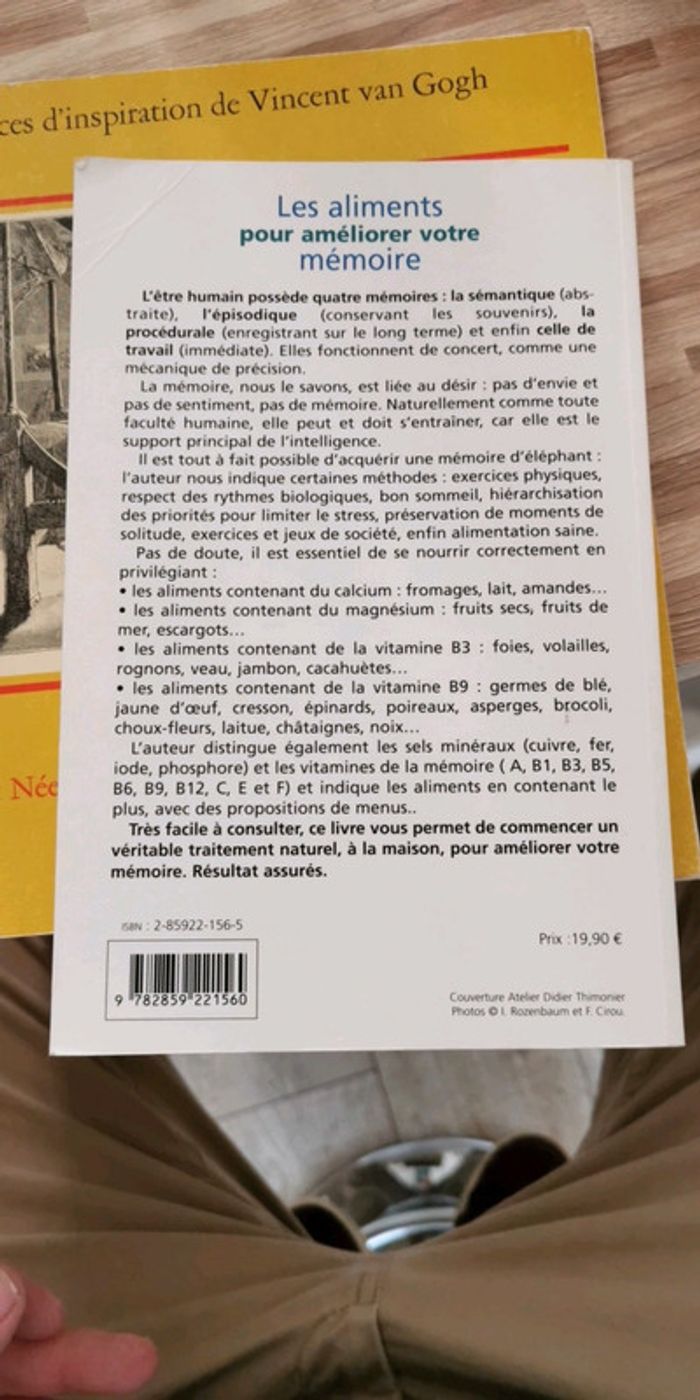 ces d'inspiration de Vincent van Gogh
Les aliments
pour améliorer votre
mémoire
L'être humain possède quatre mémoires : la sémantique (abs-
traite), l'épisodique (conservant les souvenirs), la
procédurale (enregistrant sur le long terme) et enfin celle de
travail (immédiate). Elles fonctionnent de concert, comme une
mécanique de précision.
La mémoire, nous le savons, est liée au désir : pas d'envie et
pas de sentiment, pas de mémoire. Naturellement comme toute
faculté humaine, elle peut et doit s'entraîner, car elle est le
support principal de l'intelligence.
Il est tout à fait possible d'acquérir une mémoire d'éléphant :
l'auteur nous indique certaines méthodes : exercices physiques,
respect des rythmes biologiques, bon sommeil, hiérarchisation
des priorités pour limiter le stress, préservation de moments de
solitude, exercices et jeux de société, enfin alimentation saine.
Pas de doute, il est essentiel de se nourrir correctement en
privilégiant :
• les aliments contenant du calcium : fromages, lait, amandes...
• les aliments contenant du magnésium : fruits secs, fruits de
mer, escargots...
• les aliments contenant de la vitamine B3 : foies, volailles,
rognons, veau, jambon, cacahuètes...
• les aliments contenant de la vitamine B9 : germes de blé,
jaune d'œuf, cresson, épinards, poireaux, asperges, brocoli,
choux-fleurs, laitue, châtaignes, noix...
L'auteur distingue également les sels minéraux (cuivre, fer,
iode, phosphore) et les vitamines de la mémoire ( A, B1, B3, B5,
B6, B9, B12, C, E et F) et indique les aliments en contenant le
plus, avec des propositions de menus..
Très facile à consulter, ce livre vous permet de commencer un
véritable traitement naturel, à la maison, pour améliorer votre
mémoire. Résultat assurés.
Née
ISBN : 2-85922-156-5
Prix :19,90 €
9 782859 221560
Couverture Atelier Didier Thimonier
Photos © I. Rozenbaum et F. Cirou.